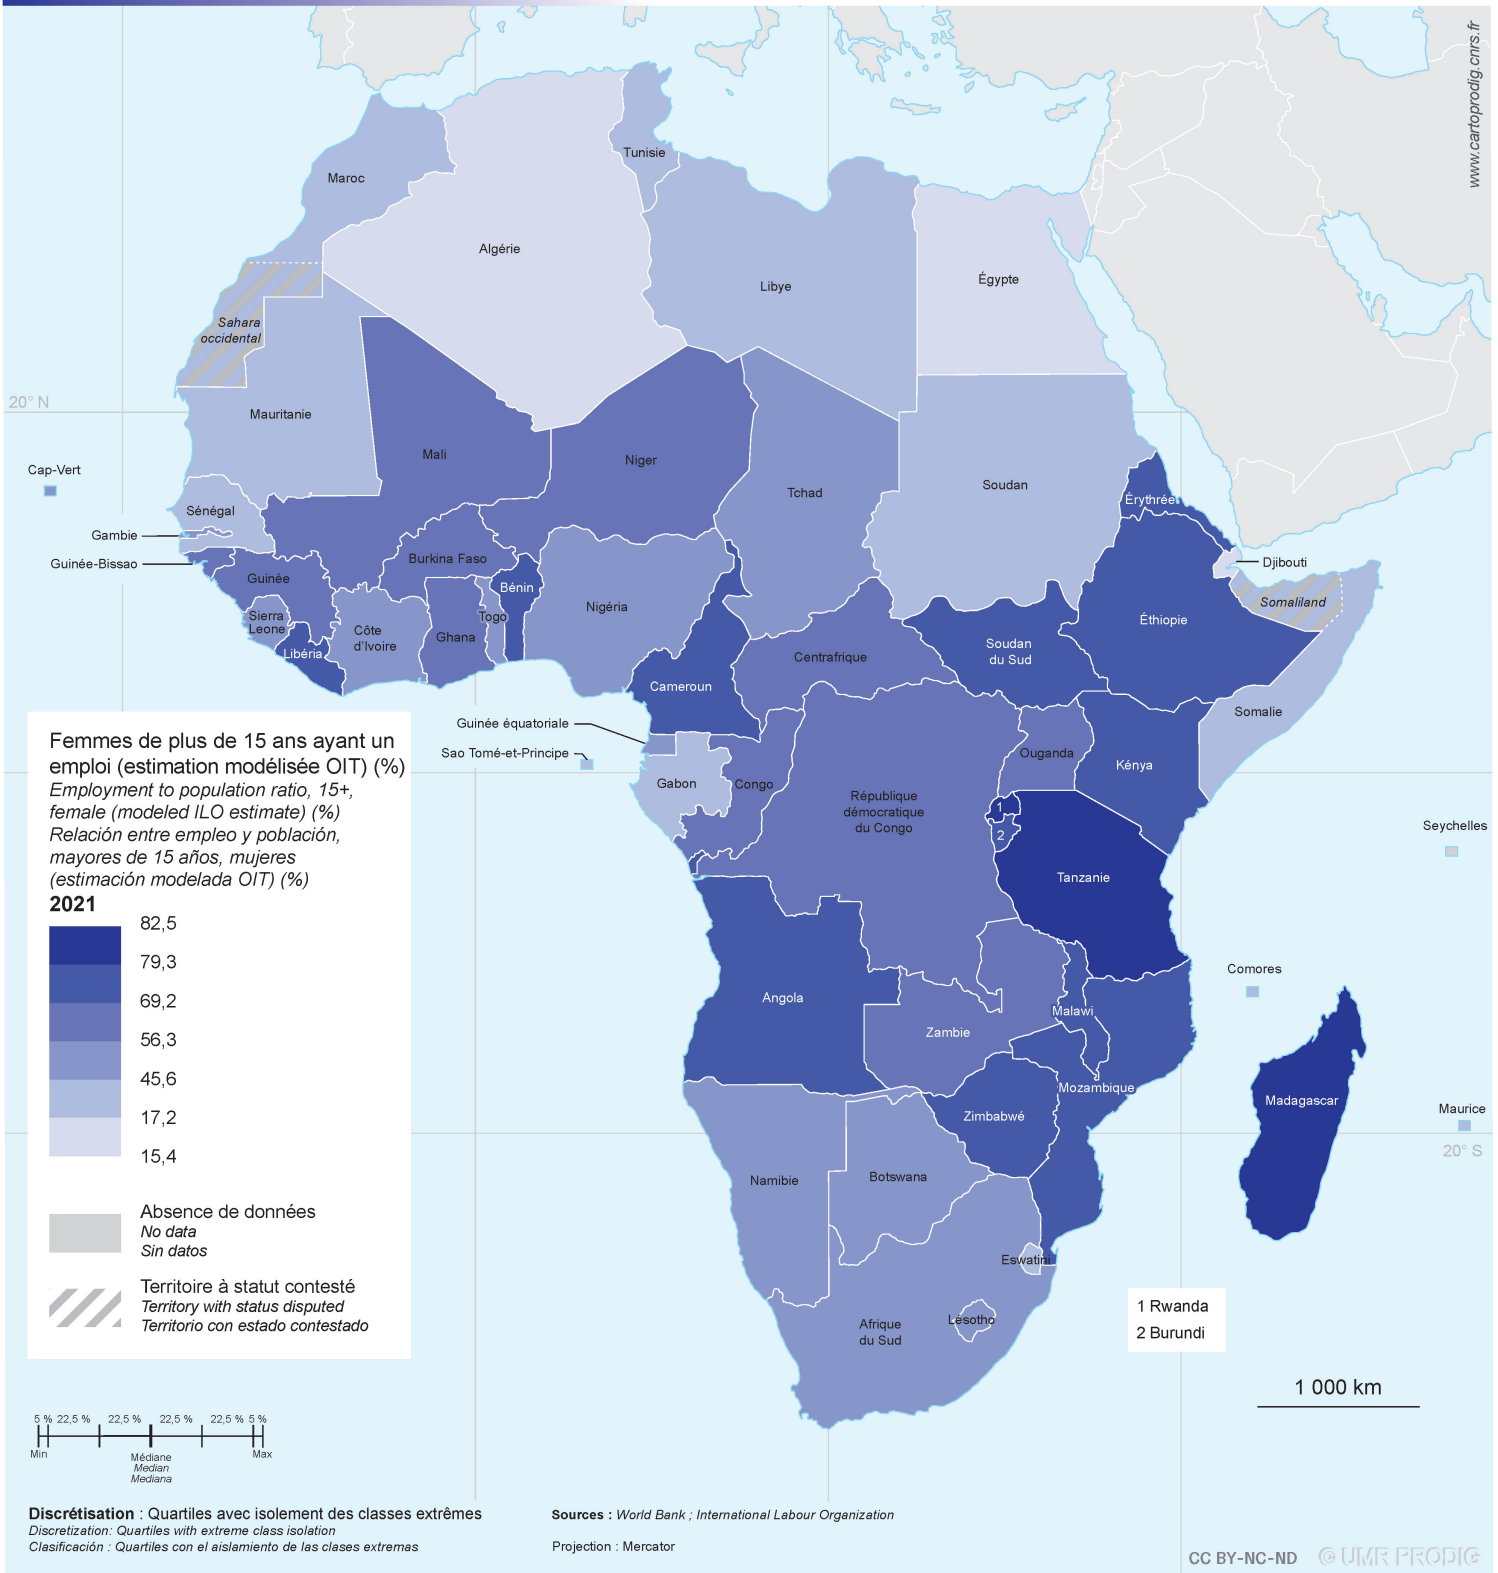 www.cartoprodig.cnrs.fr
Tunisie
Maroc
Algérie
Libye
Égypte
Sahara
occidental
20° N
Mauritanie
Mali
Niger
Cap-Vert
Tchad
Soudan
Érythrée
Sénégal
Gambie
Guinée-Bissao
Burkina Faso
Djibouti
Guinée
Bénin
Somaliland
Nigéria
Sierra
Leone
Togo
Éthiopie
Côte
d'Ivoire
Ghana
Libéria
Soudan
du Sud
Centrafrique
Cameroun
Somalie
Guinée équatoriale
Sao Tomé-et-Principe
Ouganda
Kénya
Gabon
Congo
République
démocratique
du Congo
1
2
Seychelles
Tanzanie
Comores
Angola
Malawi
Zambie
Mozambique
Madagascar
Maurice
Zimbabwé
20° S
Namibie
Botswana
Eswatini
Lésotho
Afrique
du Sud
Femmes de plus de 15 ans ayant un
emploi (estimation modélisée OIT) (%)
Employment to population ratio, 15+,
female (modeled ILO estimate) (%)
Relación entre empleo y población,
mayores de 15 años, mujeres
(estimación modelada OIT) (%)
2021
82,5
79,3
69,2
56,3
45,6
17,2
15,4
Absence de données
No data
Sin datos
Territoire à statut contesté
Territory with status disputed
Territorio con estado contestado
1 Rwanda
2 Burundi
1 000 km
5 % 22,5 % 22,5 % 22,5 % 22,5 % 5 %
Min Max
Médiane
Median
Mediana
Discrétisation : Quartiles avec isolement des classes extrêmes
Discretization: Quartiles with extreme class isolation
Clasificación : Quartiles con el aislamiento de las clases extremas
Sources : World Bank ; International Labour Organization
Projection : Mercator
CC BY-NC-ND © UMR PRODIG